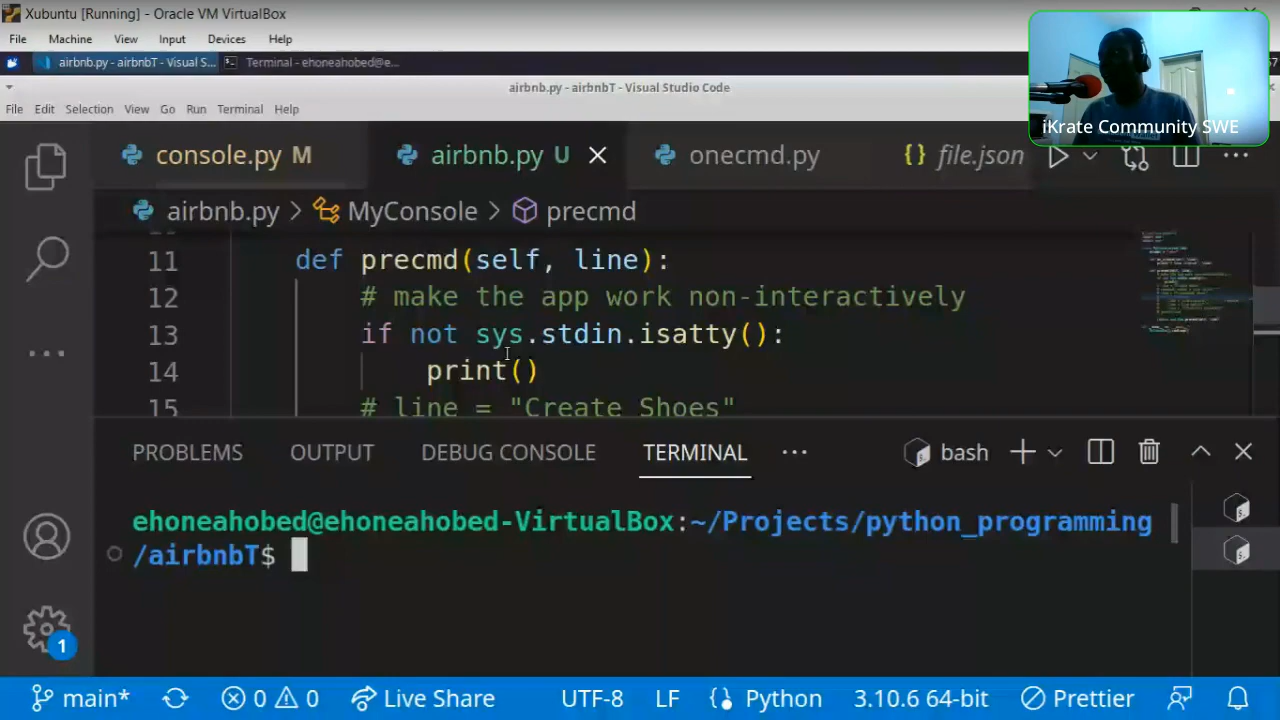 Xubuntu [Running] - Oracle VM VirtualBox
File Machine View Input Devices Help
airbnb.py - airbnbT - Visual S...
Terminal - ehoneahobed@e...
airbnb.py - airbnbT - Visual Studio Code
File Edit Selection View Go Run Terminal Help
iKrate Community SWE
console.py M
airbnb.py U
onecmd.py
{} file.json
airbnb.py > MyConsole > precmd
11 def precmd(self, line):
12 # make the app work non-interactively
13 if not sys.stdin.isatty():
14 print()
15 # line = "Create Shoes"
PROBLEMS OUTPUT DEBUG CONSOLE TERMINAL ... bash
ehoneahobed@ehoneahobed-VirtualBox:~/Projects/python_programming
/airbnbT$
1
main* 0 0 Live Share UTF-8 LF {} Python 3.10.6 64-bit Prettier